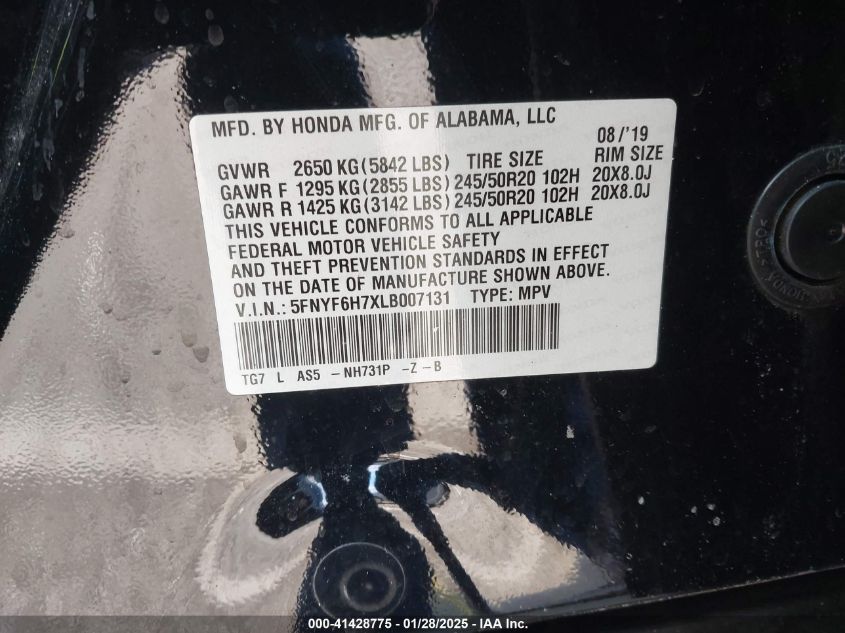 MFD. BY HONDA MFG. OF ALABAMA, LLC 08/'19
GVWR 2650 KG(5842 LBS) TIRE SIZE RIM SIZE
GAWR F 1295 KG(2855 LBS) 245/50R20 102H 20X8.0J
GAWR R 1425 KG(3142 LBS) 245/50R20 102H 20X8.0J
THIS VEHICLE CONFORMS TO ALL APPLICABLE
FEDERAL MOTOR VEHICLE SAFETY
AND THEFT PREVENTION STANDARDS IN EFFECT
ON THE DATE OF MANUFACTURE SHOWN ABOVE.
V.I.N.: 5FNYF6H7XLB007131 TYPE: MPV
TG7 L AS5 -NH731P -Z-B
000-41428775 — 01/28/2025 — IAA Inc.